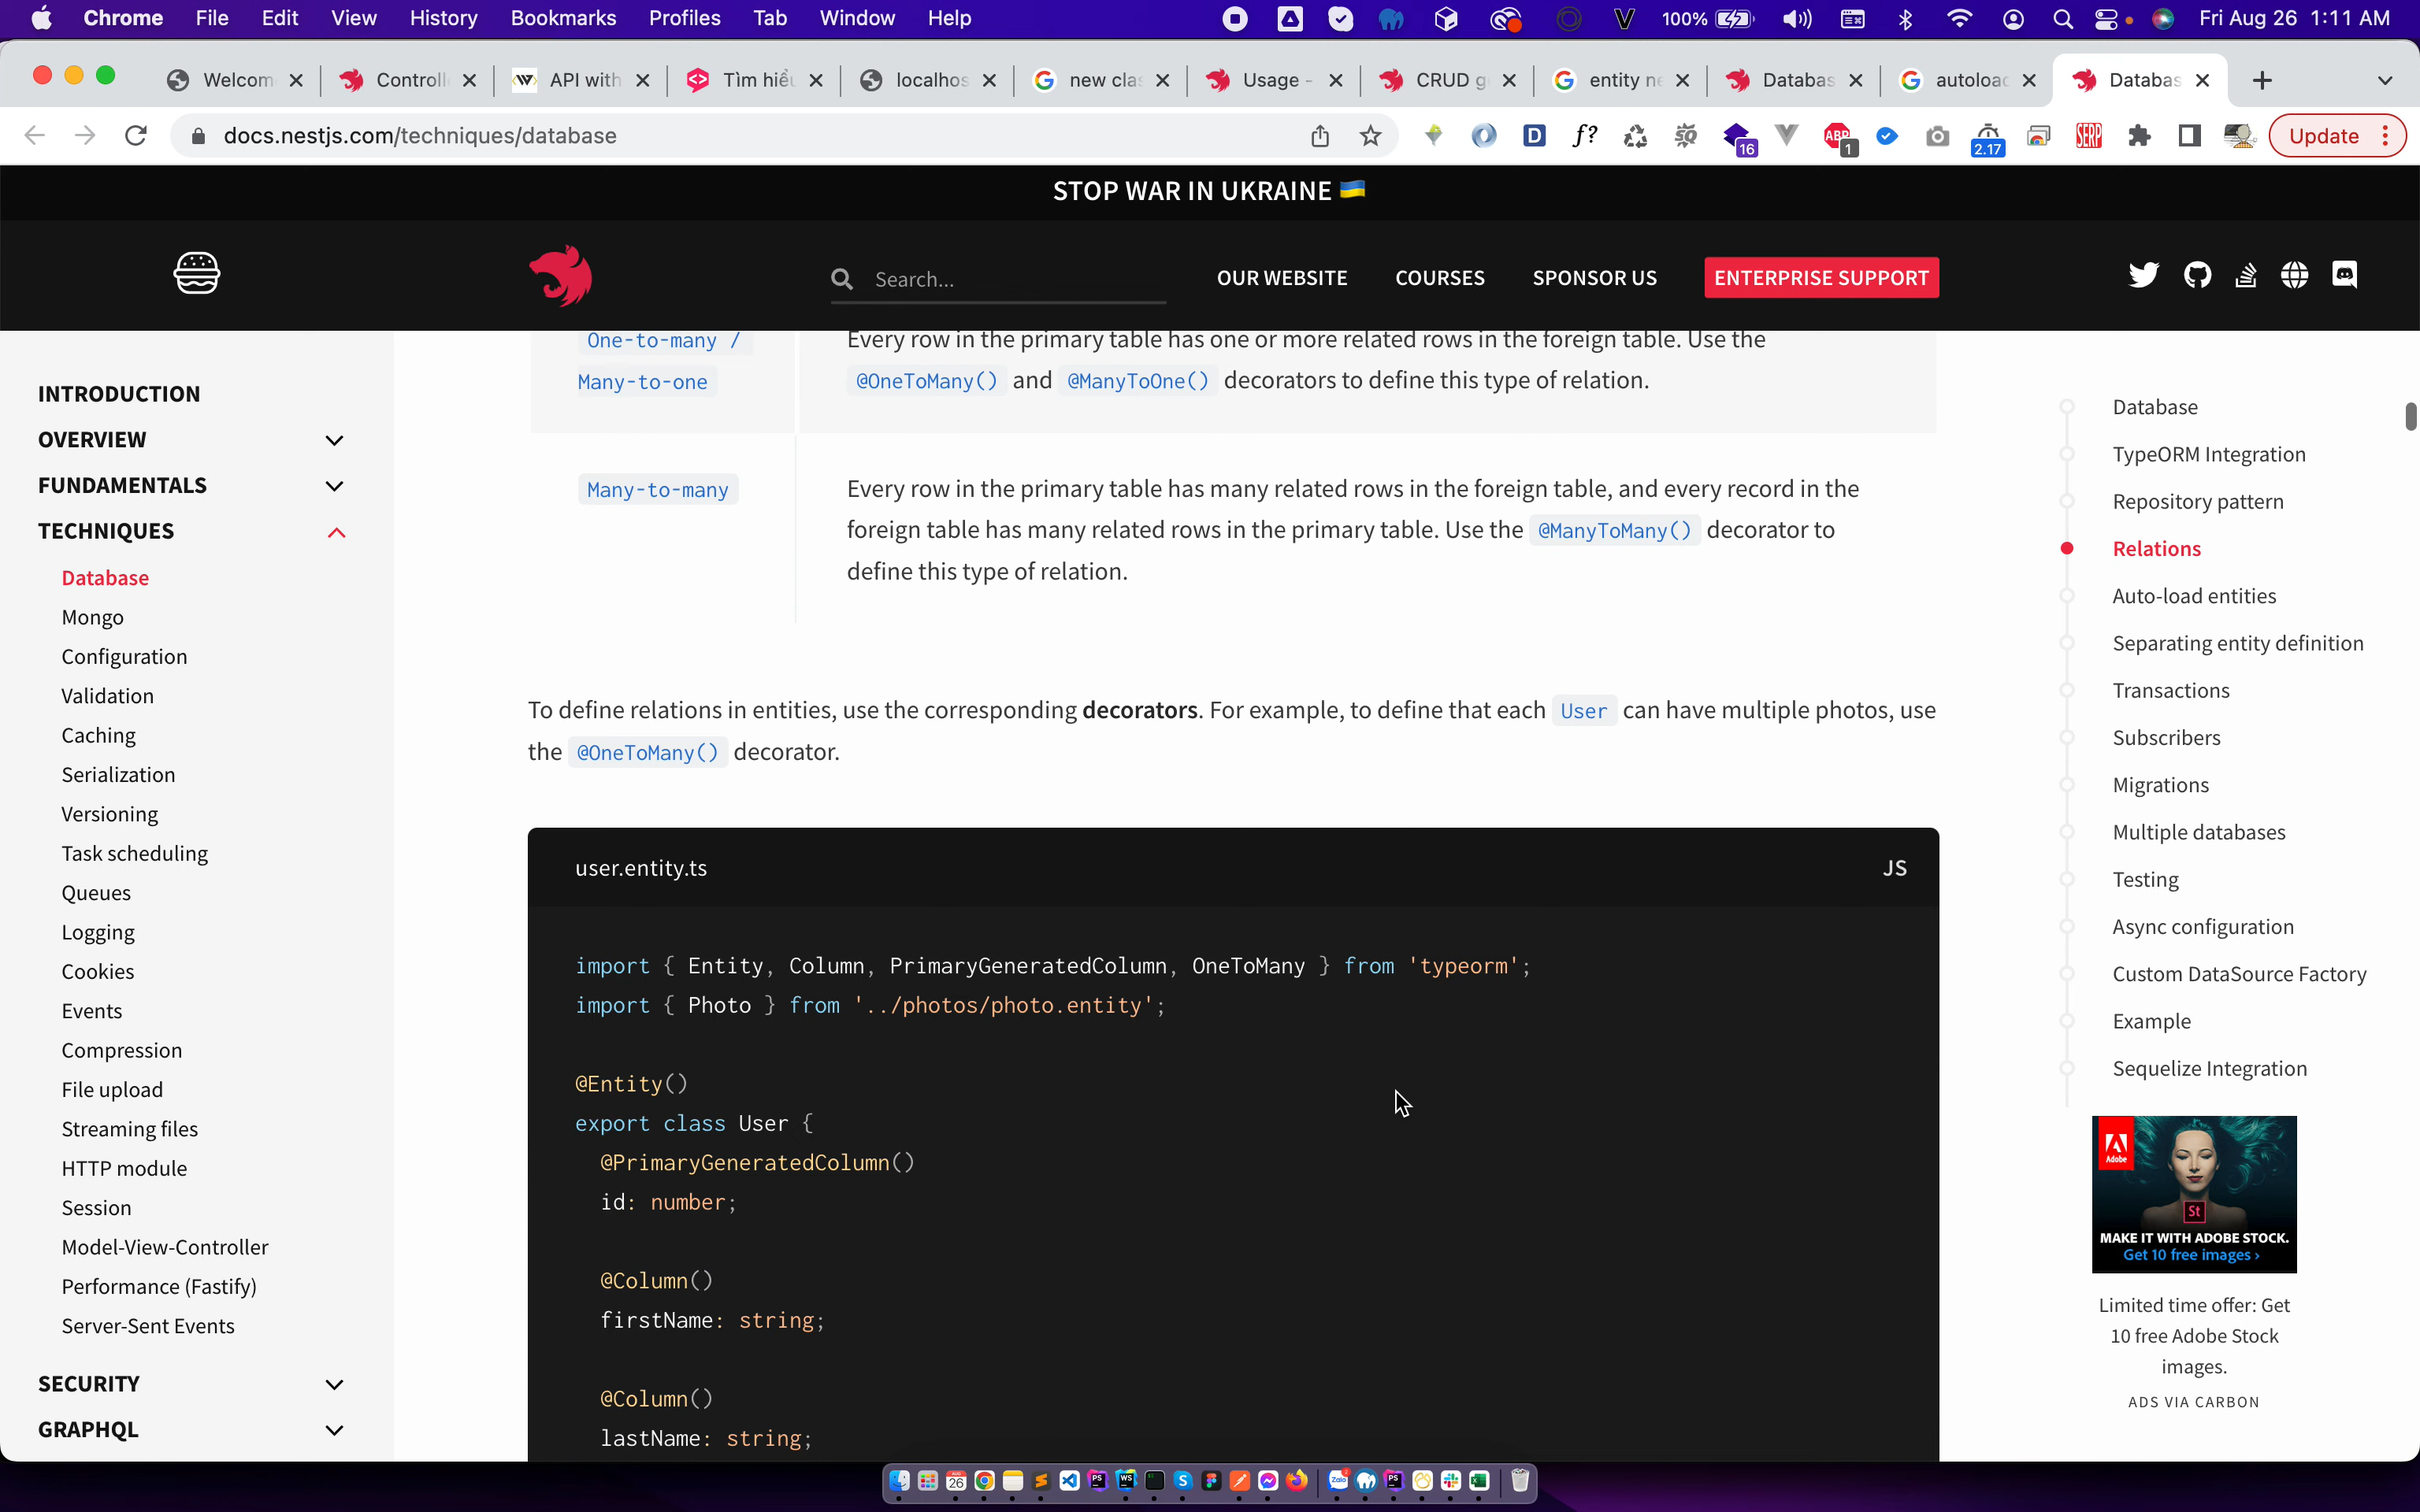 Chrome File Edit View History Bookmarks Profiles Tab Window Help 100% Fri Aug 26 1:11 AM
Welcom Controll API with Tìm hiểu localhos new clas Usage - CRUD g entity ne Databas autoload Databas
docs.nestjs.com/techniques/database
16 ABP 1 2.17 SERP Update
STOP WAR IN UKRAINE 🇺🇦
Search...
OUR WEBSITE COURSES SPONSOR US ENTERPRISE SUPPORT
INTRODUCTION
OVERVIEW
FUNDAMENTALS
TECHNIQUES
Database
Mongo
Configuration
Validation
Caching
Serialization
Versioning
Task scheduling
Queues
Logging
Cookies
Events
Compression
File upload
Streaming files
HTTP module
Session
Model-View-Controller
Performance (Fastify)
Server-Sent Events
SECURITY
GRAPHQL
One-to-many /
Many-to-one
Every row in the primary table has one or more related rows in the foreign table. Use the
@OneToMany() and @ManyToOne() decorators to define this type of relation.
Many-to-many
Every row in the primary table has many related rows in the foreign table, and every record in the
foreign table has many related rows in the primary table. Use the @ManyToMany() decorator to
define this type of relation.
To define relations in entities, use the corresponding decorators. For example, to define that each User can have multiple photos, use
the @OneToMany() decorator.
user.entity.ts
JS
import { Entity, Column, PrimaryGeneratedColumn, OneToMany } from 'typeorm';
import { Photo } from '../photos/photo.entity';
@Entity()
export class User {
@PrimaryGeneratedColumn()
id: number;
@Column()
firstName: string;
@Column()
lastName: string;
Database
TypeORM Integration
Repository pattern
Relations
Auto-load entities
Separating entity definition
Transactions
Subscribers
Migrations
Multiple databases
Testing
Async configuration
Custom DataSource Factory
Example
Sequelize Integration
Adobe
St
MAKE IT WITH ADOBE STOCK.
Get 10 free images ›
Limited time offer: Get
10 free Adobe Stock
images.
ADS VIA CARBON